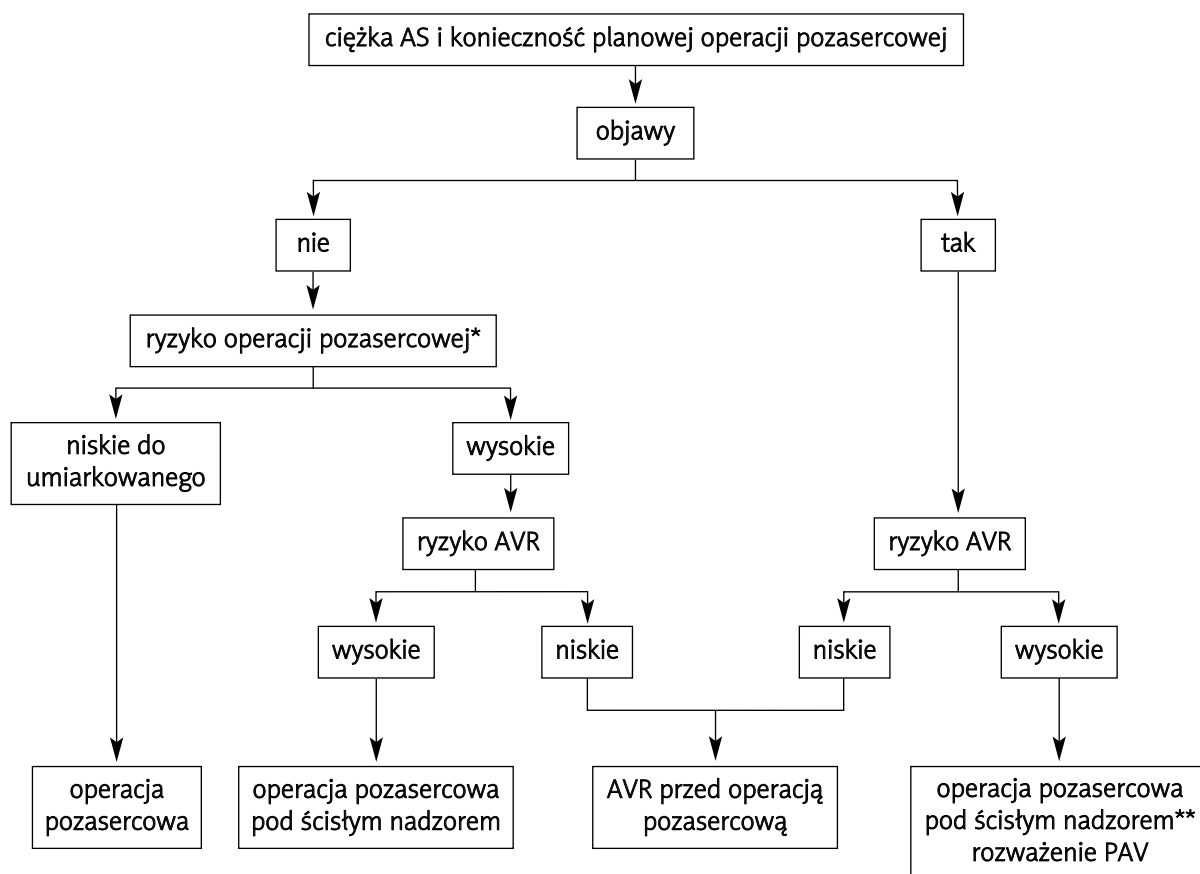 ciężka AS i konieczność planowej operacji pozasercowej
objawy
nie
tak
ryzyko operacji pozasercowej*
niskie do
umiarkowanego
wysokie
ryzyko AVR
ryzyko AVR
wysokie
niskie
niskie
wysokie
operacja
pozasercowa
operacja pozasercowa
pod ścisłym nadzorem
AVR przed operacją
pozasercową
operacja pozasercowa
pod ścisłym nadzorem**
rozważenie PAV